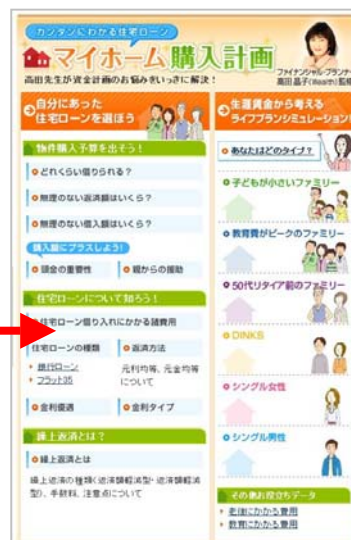 カンタンにわかる住宅ローン
マイホーム購入計画
高田先生が資金計画のお悩みをいっきに解決!
ファイナンシャル・プランナー
高田晶子(Wealth)監修
自分にあった
住宅ローンを選ぼう
物件購入予算を出そう!
どれくらい借りられる?
無理のない返済額はいくら?
無理のない借入額はいくら?
購入額にプラスしよう!
頭金の重要性
親からの援助
住宅ローンについて知ろう!
住宅ローン借り入れにかかる諸費用
住宅ローンの種類
返済方法
銀行ローン
フラット35
元利均等、元金均等
について
金利優遇
金利タイプ
繰上返済とは?
繰上返済とは
繰上返済の種類(返済額軽減型・返済額軽減
型)、手数料、注意点について
生涯資金から考える
ライフプランシミュレーション!
あなたはどのタイプ?
子どもが小さいファミリー
教育費がピークのファミリー
50代リタイア前のファミリー
DINKS
シングル女性
シングル男性
その他お役立ちデータ
老後にかかる費用
教育にかかる費用